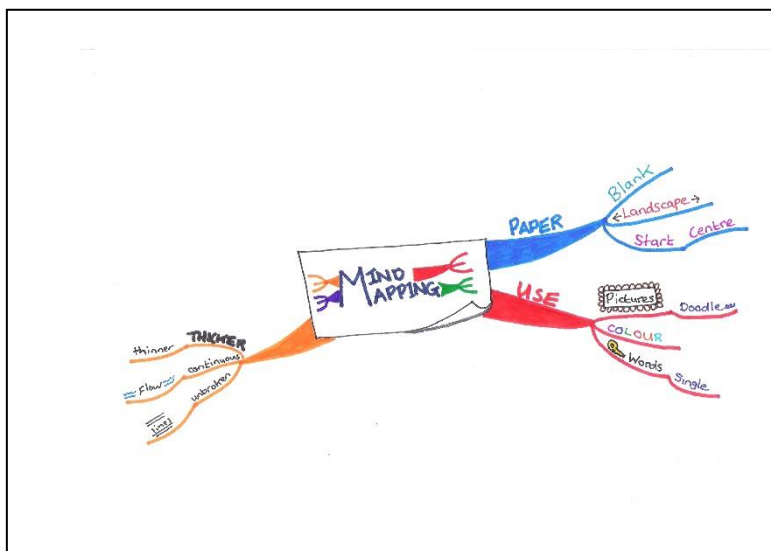 MIND
MAPPING
PAPER
Blank
Landscape
Start Centre
USE
Pictures Doodle
COLOUR
Words Single
THICKER
thinner
continuous
Flow
unbroken
lines